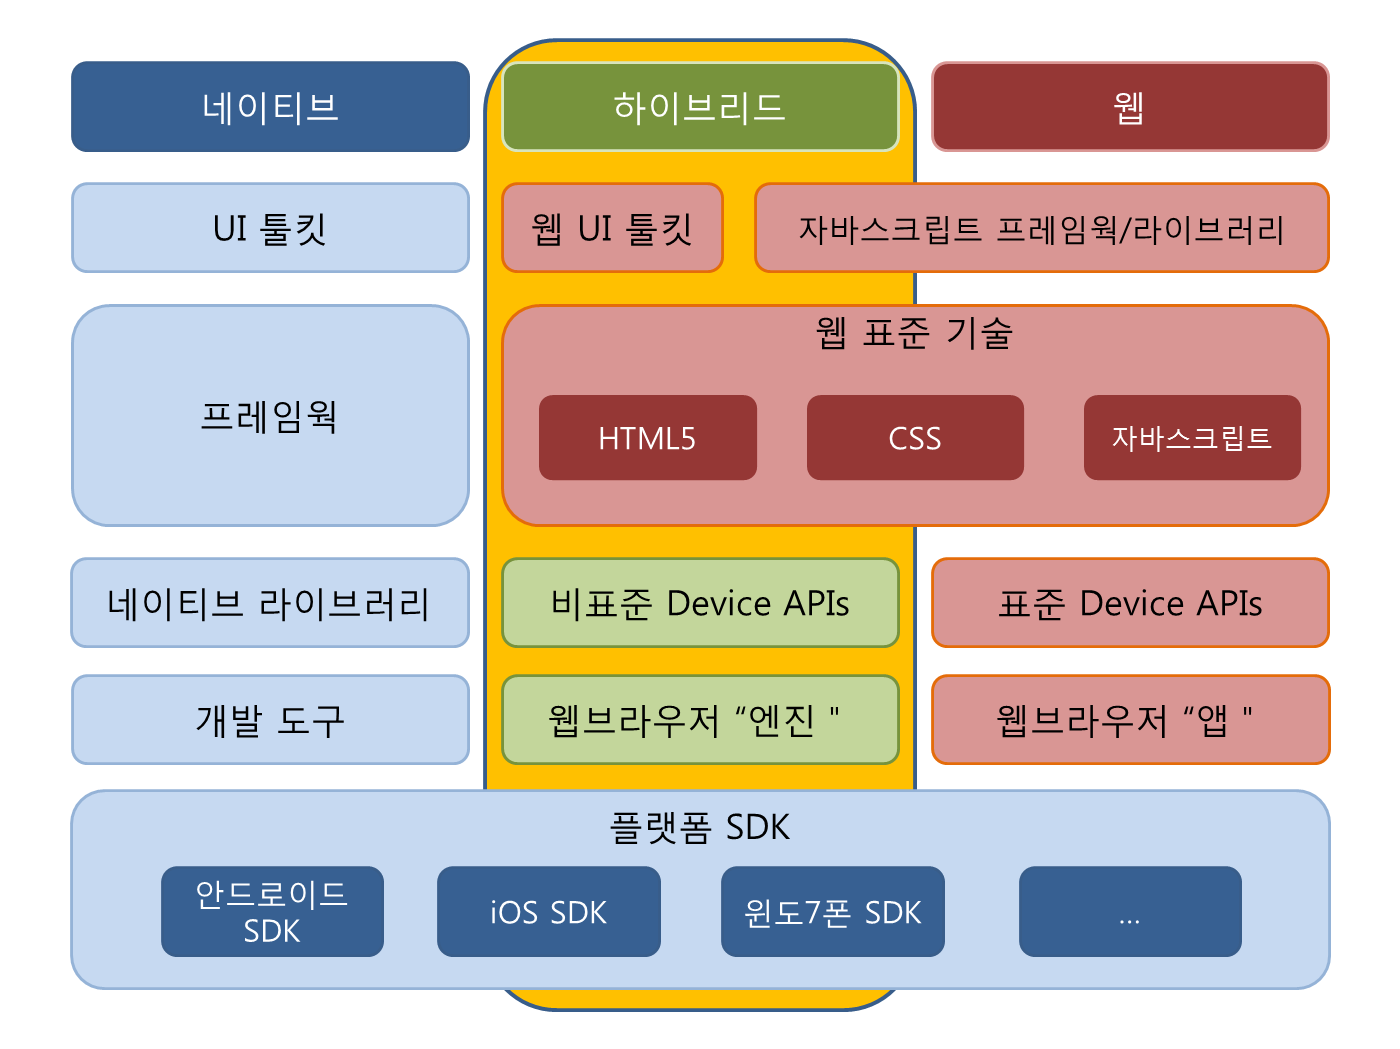 네이티브
하이브리드
웹
UI 툴킷
웹 UI 툴킷
자바스크립트 프레임웍/라이브러리
프레임웍
웹 표준 기술
HTML5
CSS
자바스크립트
네이티브 라이브러리
비표준 Device APIs
표준 Device APIs
개발 도구
웹브라우저 “엔진 "
웹브라우저 “앱 "
플랫폼 SDK
안드로이드
SDK
iOS SDK
윈도7폰 SDK
...